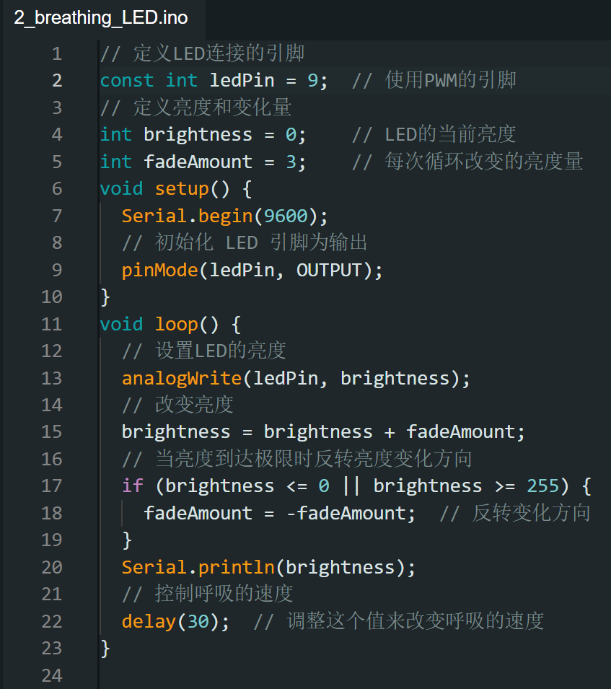 2_breathing_LED.ino
1 // 定义LED连接的引脚
2 const int ledPin = 9;  // 使用PWM的引脚
3 // 定义亮度和变化量
4 int brightness = 0;    // LED的当前亮度
5 int fadeAmount = 3;    // 每次循环改变的亮度量
6 void setup() {
7   Serial.begin(9600);
8   // 初始化 LED 引脚为输出
9   pinMode(ledPin, OUTPUT);
10 }
11 void loop() {
12   // 设置LED的亮度
13   analogWrite(ledPin, brightness);
14   // 改变亮度
15   brightness = brightness + fadeAmount;
16   // 当亮度到达极限时反转亮度变化方向
17   if (brightness <= 0 || brightness >= 255) {
18     fadeAmount = -fadeAmount;  // 反转变化方向
19   }
20   Serial.println(brightness);
21   // 控制呼吸的速度
22   delay(30);  // 调整这个值来改变呼吸的速度
23 }
24